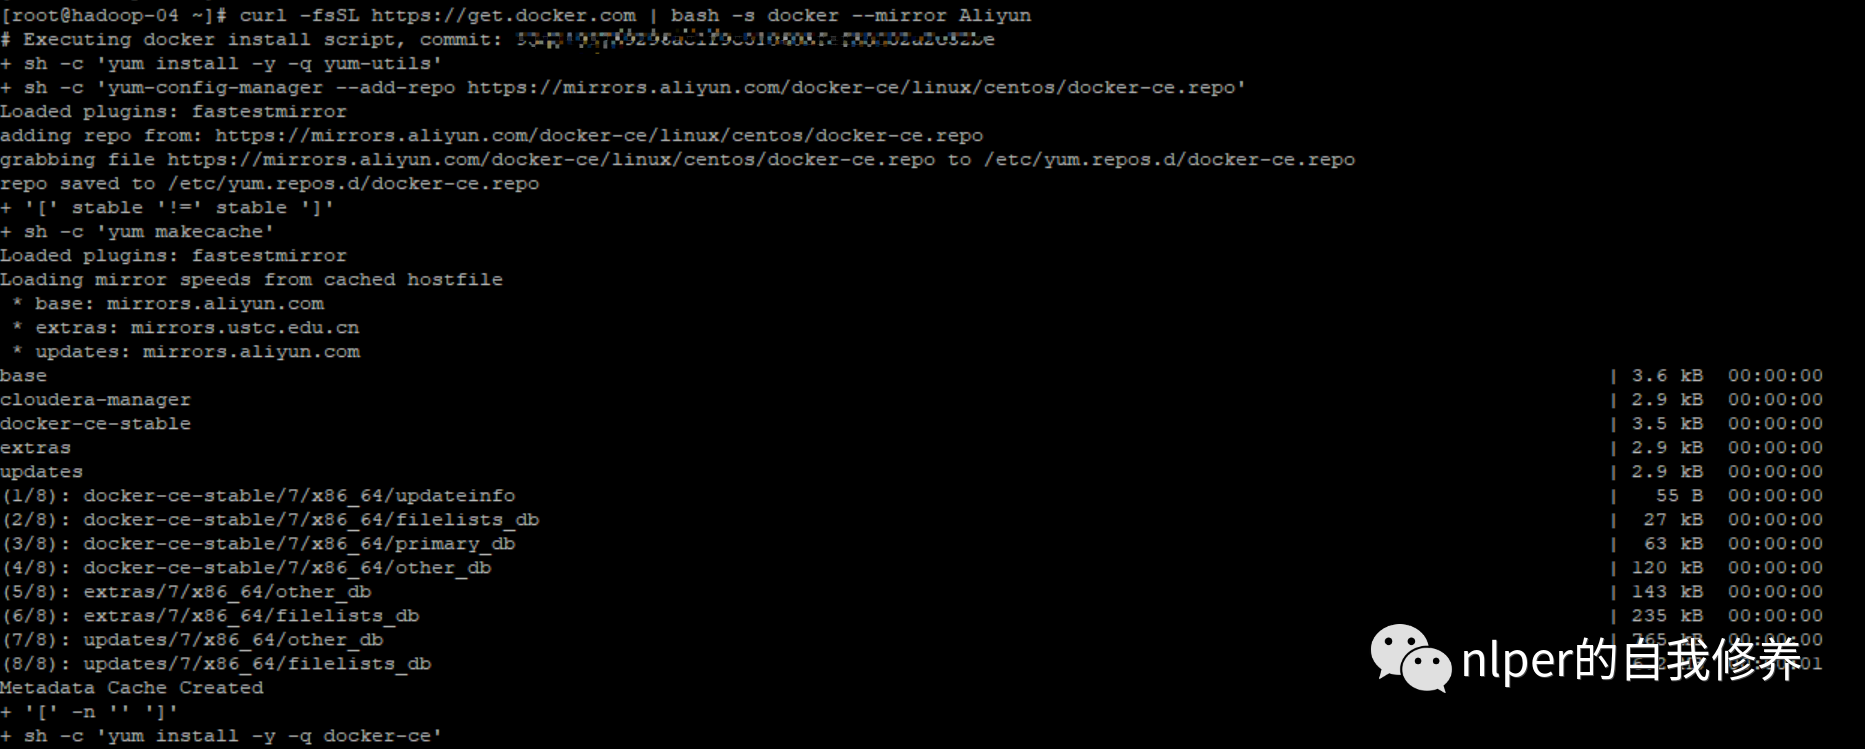 [root@hadoop-04 ~]# curl -fsSL https://get.docker.com | bash -s docker --mirror Aliyun
# Executing docker install script, commit:
+ sh -c 'yum install -y -q yum-utils'
+ sh -c 'yum-config-manager --add-repo https://mirrors.aliyun.com/docker-ce/linux/centos/docker-ce.repo'
Loaded plugins: fastestmirror
adding repo from: https://mirrors.aliyun.com/docker-ce/linux/centos/docker-ce.repo
grabbing file https://mirrors.aliyun.com/docker-ce/linux/centos/docker-ce.repo to /etc/yum.repos.d/docker-ce.repo
repo saved to /etc/yum.repos.d/docker-ce.repo
+ '[' stable '!=' stable ']'
+ sh -c 'yum makecache'
Loaded plugins: fastestmirror
Loading mirror speeds from cached hostfile
 * base: mirrors.aliyun.com
 * extras: mirrors.ustc.edu.cn
 * updates: mirrors.aliyun.com
base | 3.6 kB 00:00:00
cloudera-manager | 2.9 kB 00:00:00
docker-ce-stable | 3.5 kB 00:00:00
extras | 2.9 kB 00:00:00
updates | 2.9 kB 00:00:00
(1/8): docker-ce-stable/7/x86_64/updateinfo | 55 B 00:00:00
(2/8): docker-ce-stable/7/x86_64/filelists_db | 27 kB 00:00:00
(3/8): docker-ce-stable/7/x86_64/primary_db | 63 kB 00:00:00
(4/8): docker-ce-stable/7/x86_64/other_db | 120 kB 00:00:00
(5/8): extras/7/x86_64/other_db | 143 kB 00:00:00
(6/8): extras/7/x86_64/filelists_db | 235 kB 00:00:00
(7/8): updates/7/x86_64/other_db
(8/8): updates/7/x86_64/filelists_db
nlper的自我修养
Metadata Cache Created
+ '[' -n '' ']'
+ sh -c 'yum install -y -q docker-ce'